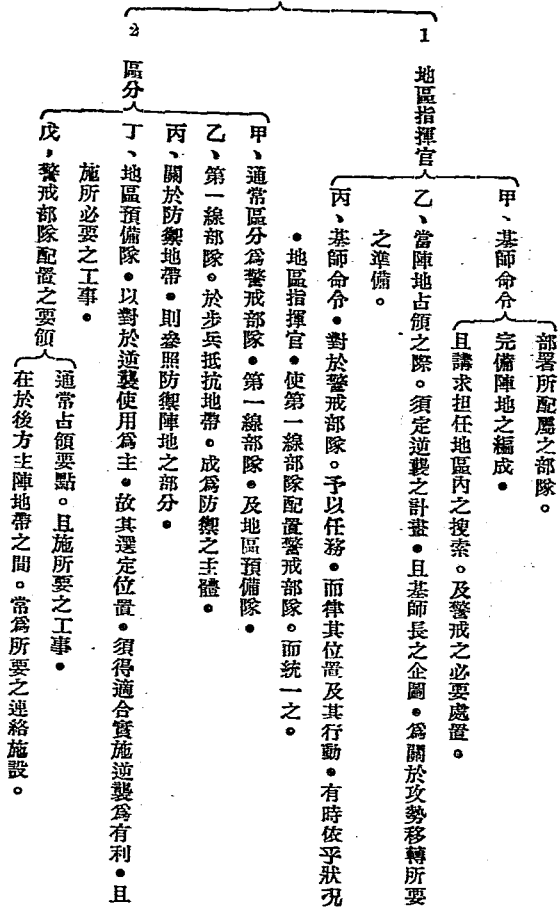 1　地區指揮官
甲、基師命令
部署所配屬之部隊。
完備陣地之編成●
且講求担任地區內之搜索。及警戒之必要處置。
乙、當陣地占領之際。須定逆襲之計畫●且基師長之企圖●爲關於攻勢移轉所要
之準備。
丙、基師命令●對於警戒部隊。予以任務●而律其位置及其行動●有時依乎狀況
●地區指揮官●使第一線部隊配置警戒部隊。而統一之。
2　區分
甲、通常區分爲警戒部隊●第一線部隊●及地區預備隊●
乙、第一線部隊。於步兵抵抗地帶。成爲防禦之主體●
丙、關於防禦地帶●則參照防禦陣地之部分●
丁、地區預備隊●以對於逆襲使用爲主●故其選定位置●須得適合實施逆襲爲有利●且
施所必要之工事●
戊，警戒部隊配置之要領
通常占領要點。且施所要之工事●
在於後方主陣地帶之間。常爲所要之連絡施設。